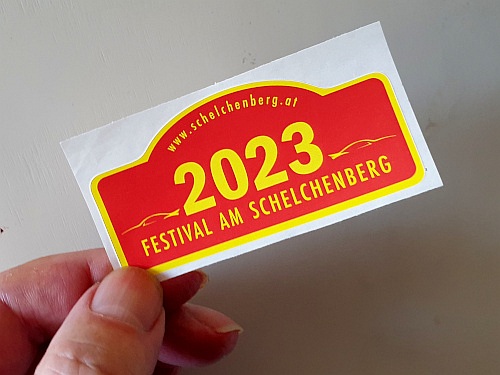 www.schelchenberg.at
2023
FESTIVAL AM SCHELCHENBERG